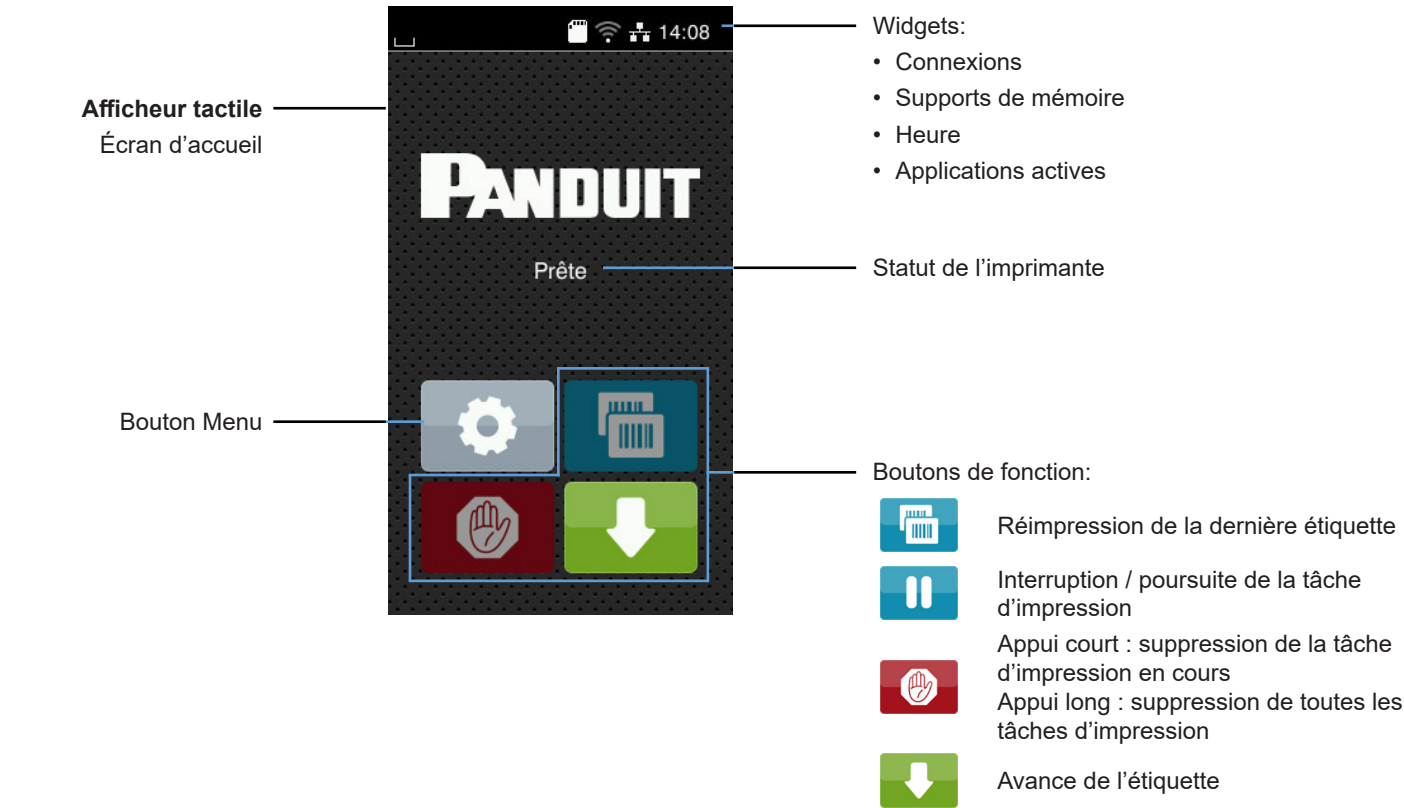 14:08
Afficheur tactile
Écran d’accueil
PANDUIT
Prête
Bouton Menu
Widgets:
• Connexions
• Supports de mémoire
• Heure
• Applications actives
Statut de l’imprimante
Boutons de fonction:
Réimpression de la dernière étiquette
Interruption / poursuite de la tâche
d’impression
Appui court : suppression de la tâche
d’impression en cours
Appui long : suppression de toutes les
tâches d’impression
Avance de l’étiquette